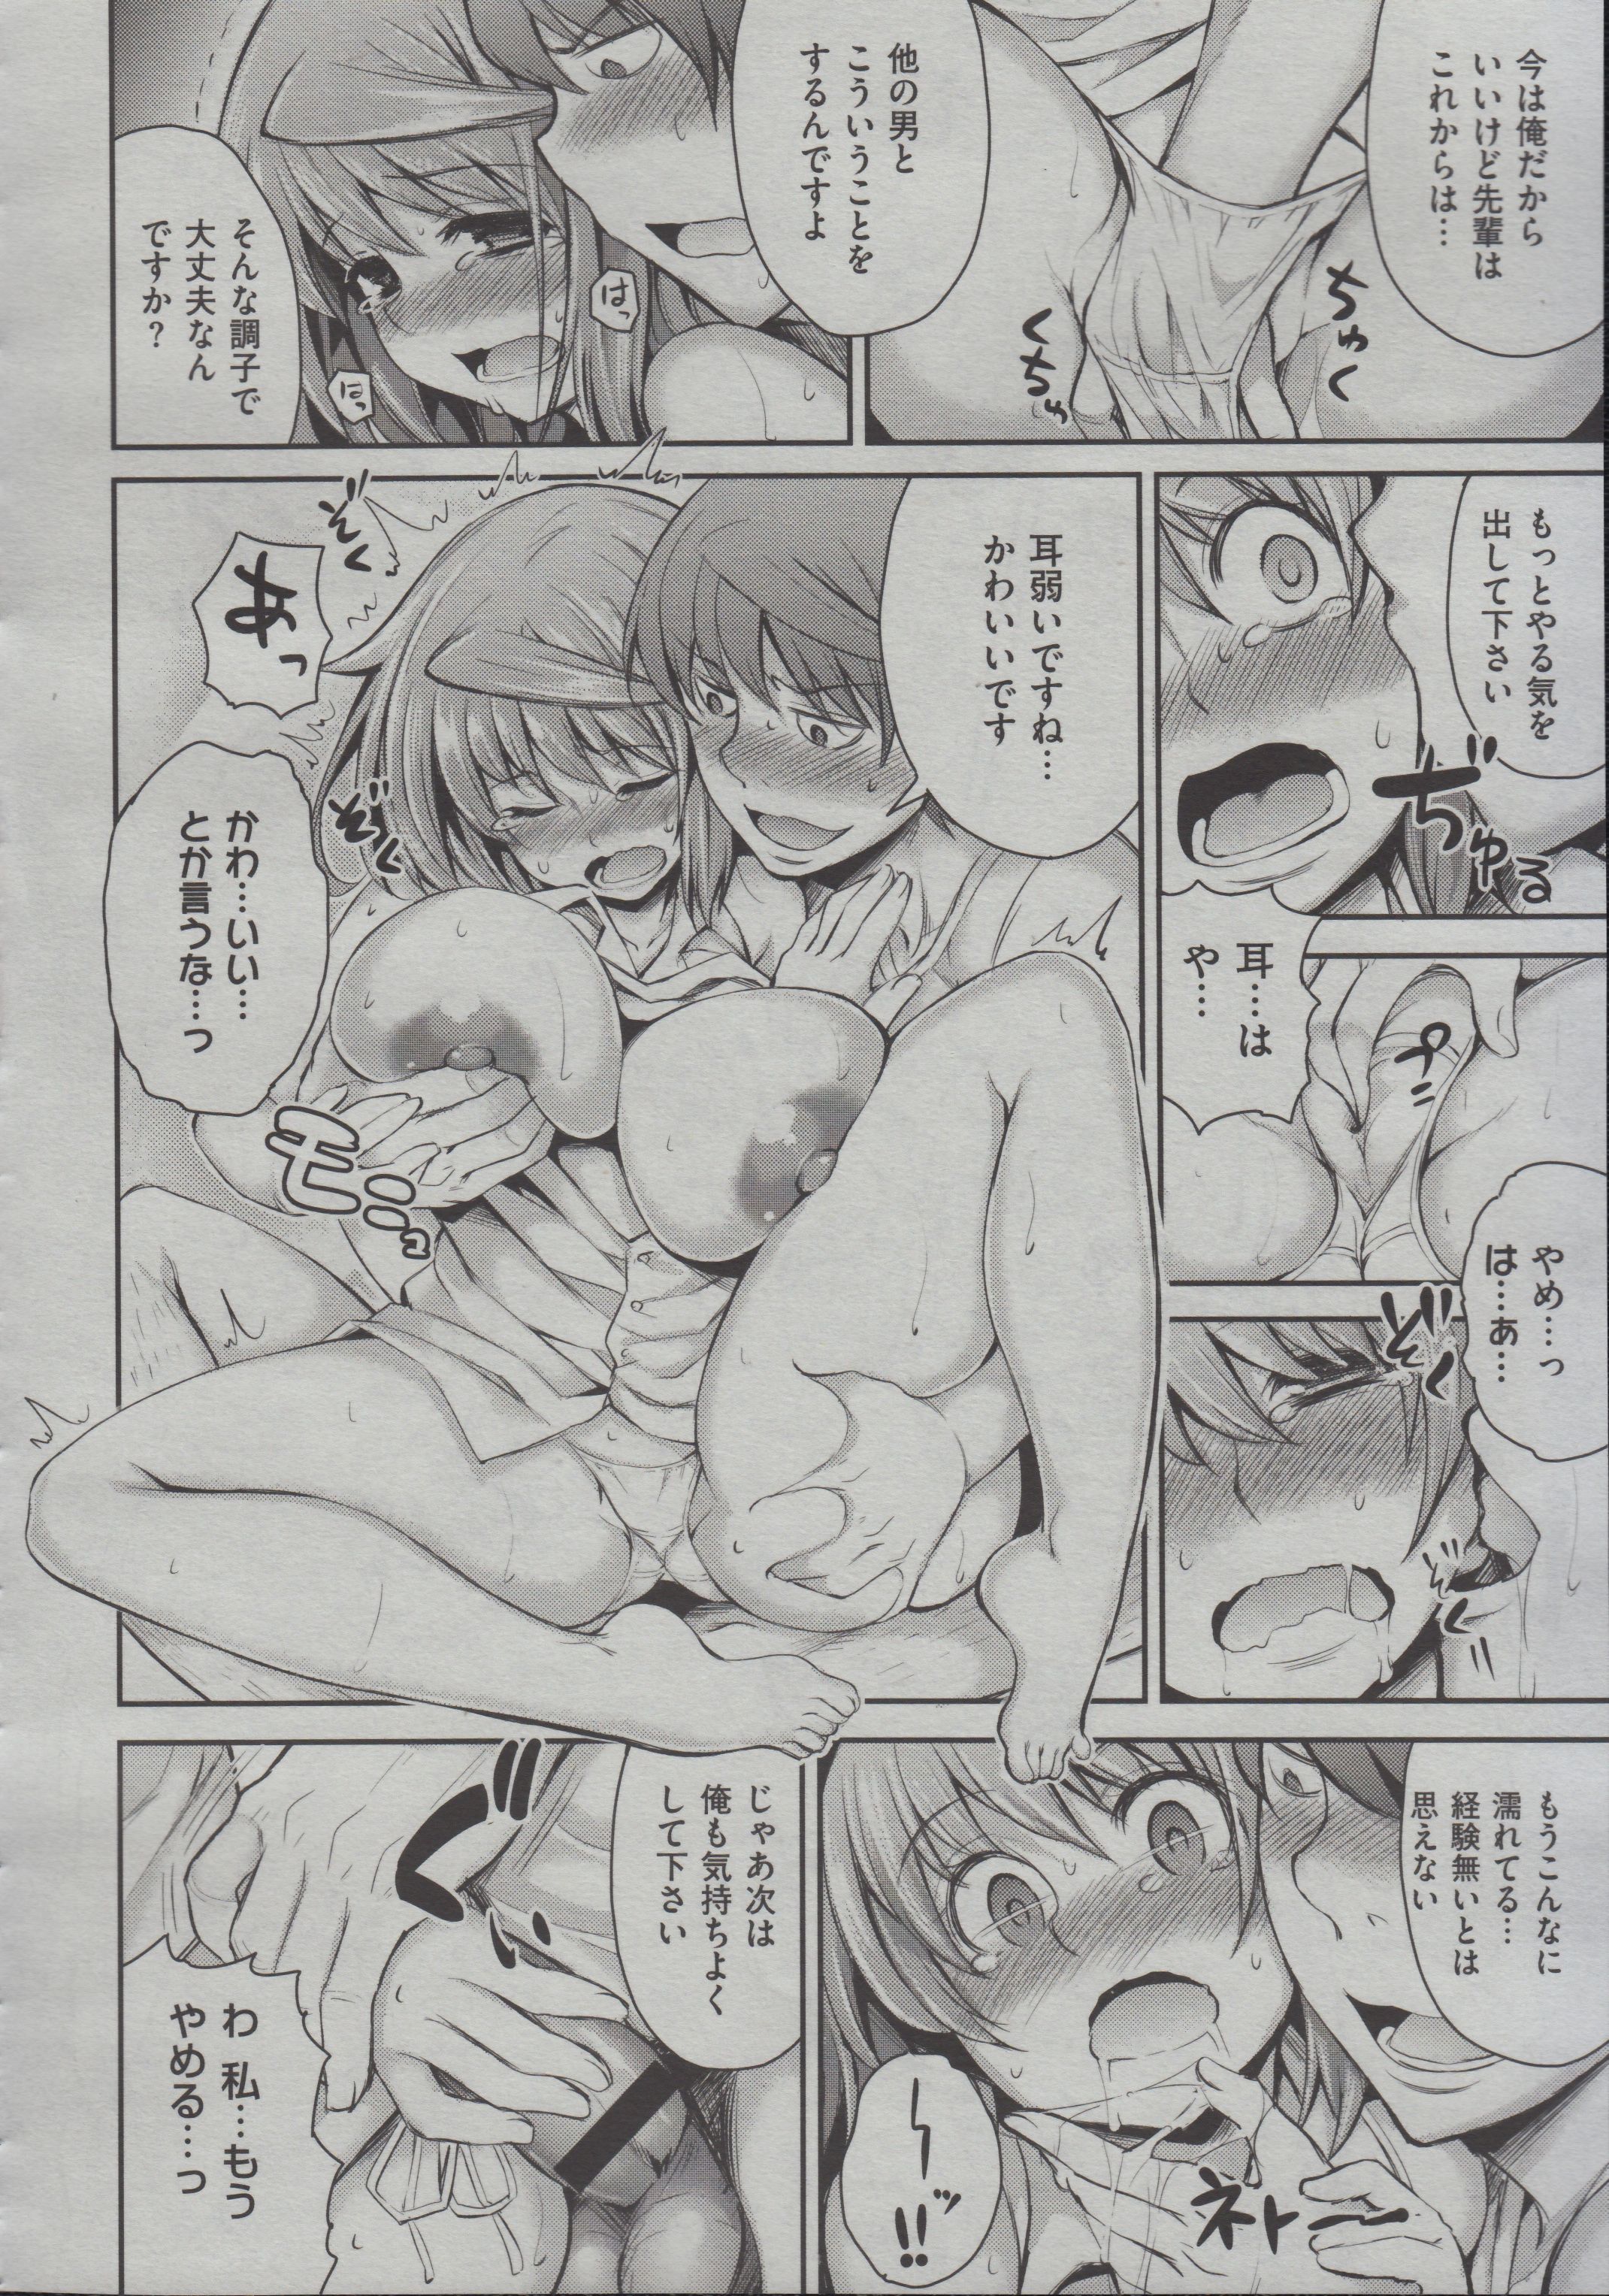 今は俺だから
いいけど先輩は
これからは…
ちゅく
くちゅ
他の男と
こういうことを
するんですよ
はっ
はっ
そんな調子で
大丈夫なん
ですか？
もっとやる気を
出して下さい
ぢゅる
耳…は
や…
やめ…っ
は…ぁ…
ぞく
ぞく
耳弱いですね…
かわいいです
ぞく
あっ
ぞく
かわ…いい…
とか言うな…っ
モニュ
もうこんなに
濡れてる…
経験無いとは
思えない
ネトー
〜ッ!!
じゃあ次は
俺も気持ちよく
して下さい
ぐい
わ 私…もう
やめる…っ